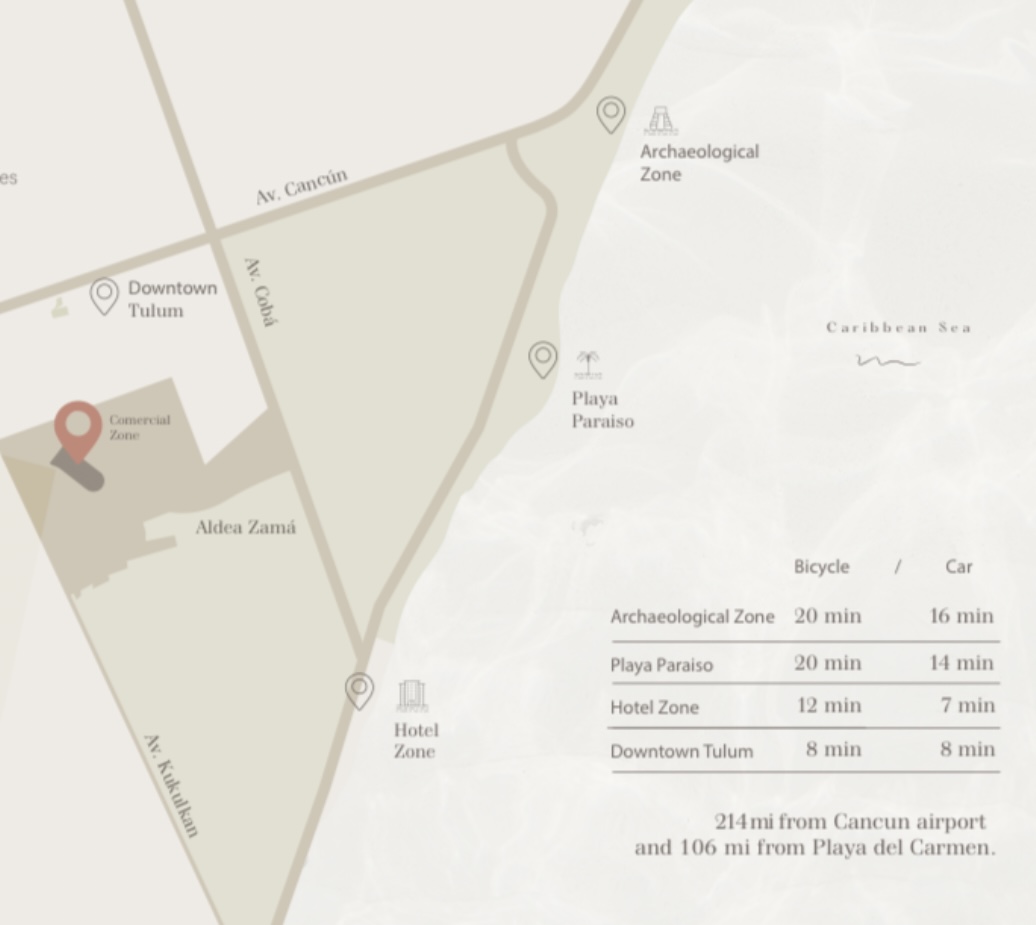 Archaeological
Zone
es
Av. Cancún
Av. Cobá
Downtown
Tulum
Caribbean Sea
Playa
Paraiso
Comercial
Zone
Aldea Zamá
Hotel
Zone
Av. Kukulkan
Bicycle / Car
Archaeological Zone 20 min 16 min
Playa Paraiso 20 min 14 min
Hotel Zone 12 min 7 min
Downtown Tulum 8 min 8 min
214mi from Cancun airport
and 106 mi from Playa del Carmen.